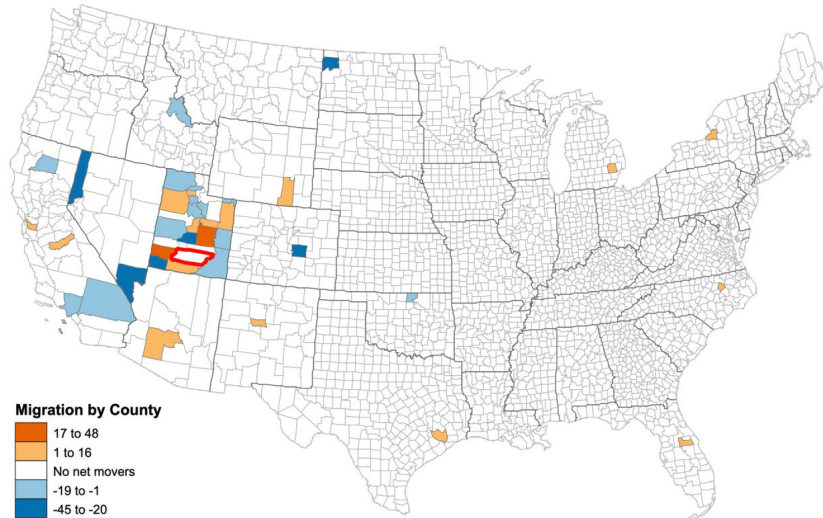 Migration by County
17 to 48
1 to 16
No net movers
-19 to -1
-45 to -20